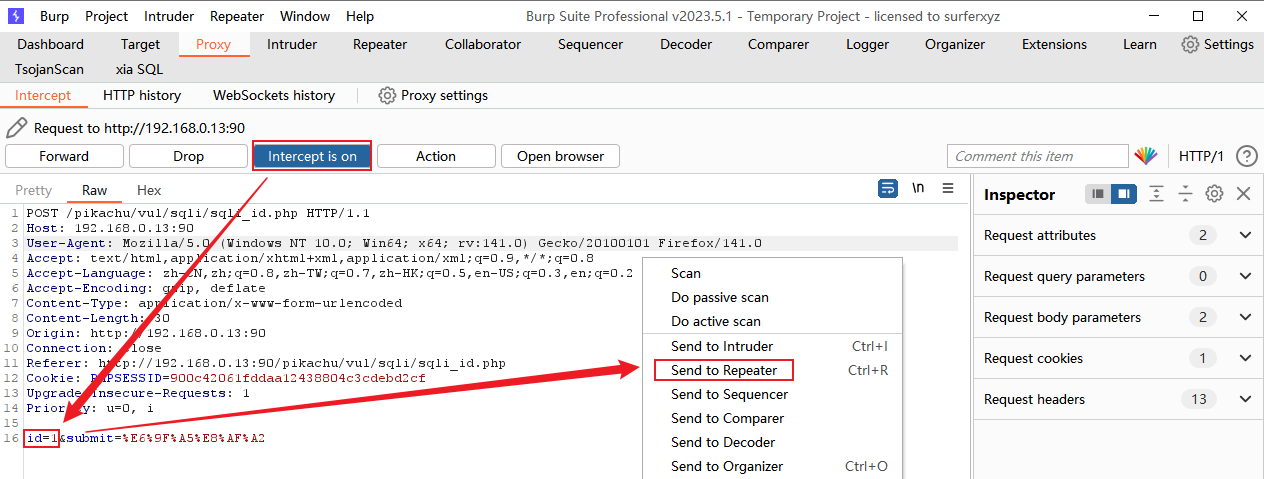 Burp Project Intruder Repeater Window Help Burp Suite Professional v2023.5.1 - Temporary Project - licensed to surferxyz
Dashboard Target Proxy Intruder Repeater Collaborator Sequencer Decoder Comparer Logger Organizer Extensions Learn Settings
TsojanScan xia SQL
Intercept HTTP history WebSockets history Proxy settings
Request to http://192.168.0.13:90
Forward Drop Intercept is on Action Open browser Comment this item HTTP/1 ?
Pretty Raw Hex \n
1 POST /pikachu/vul/sqli/sqli_id.php HTTP/1.1
2 Host: 192.168.0.13:90
3 User-Agent: Mozilla/5.0 (Windows NT 10.0; Win64; x64; rv:141.0) Gecko/20100101 Firefox/141.0
4 Accept: text/html,application/xhtml+xml,application/xml;q=0.9,*/*;q=0.8
5 Accept-Language: zh-CN,zh;q=0.8,zh-TW;q=0.7,zh-HK;q=0.5,en-US;q=0.3,en;q=0.2
6 Accept-Encoding: gzip, deflate
7 Content-Type: application/x-www-form-urlencoded
8 Content-Length: 30
9 Origin: http://192.168.0.13:90
10 Connection: close
11 Referer: http://192.168.0.13:90/pikachu/vul/sqli/sqli_id.php
12 Cookie: PHPSESSID=900c42061fddaa12438804c3cdebd2cf
13 Upgrade-Insecure-Requests: 1
14 Priority: u=0, i
15
16 id=1&submit=%E6%9F%A5%E8%AF%A2
Scan
Do passive scan
Do active scan
Send to Intruder Ctrl+I
Send to Repeater Ctrl+R
Send to Sequencer
Send to Comparer
Send to Decoder
Send to Organizer Ctrl+O
Inspector
Request attributes 2
Request query parameters 0
Request body parameters 2
Request cookies 1
Request headers 13